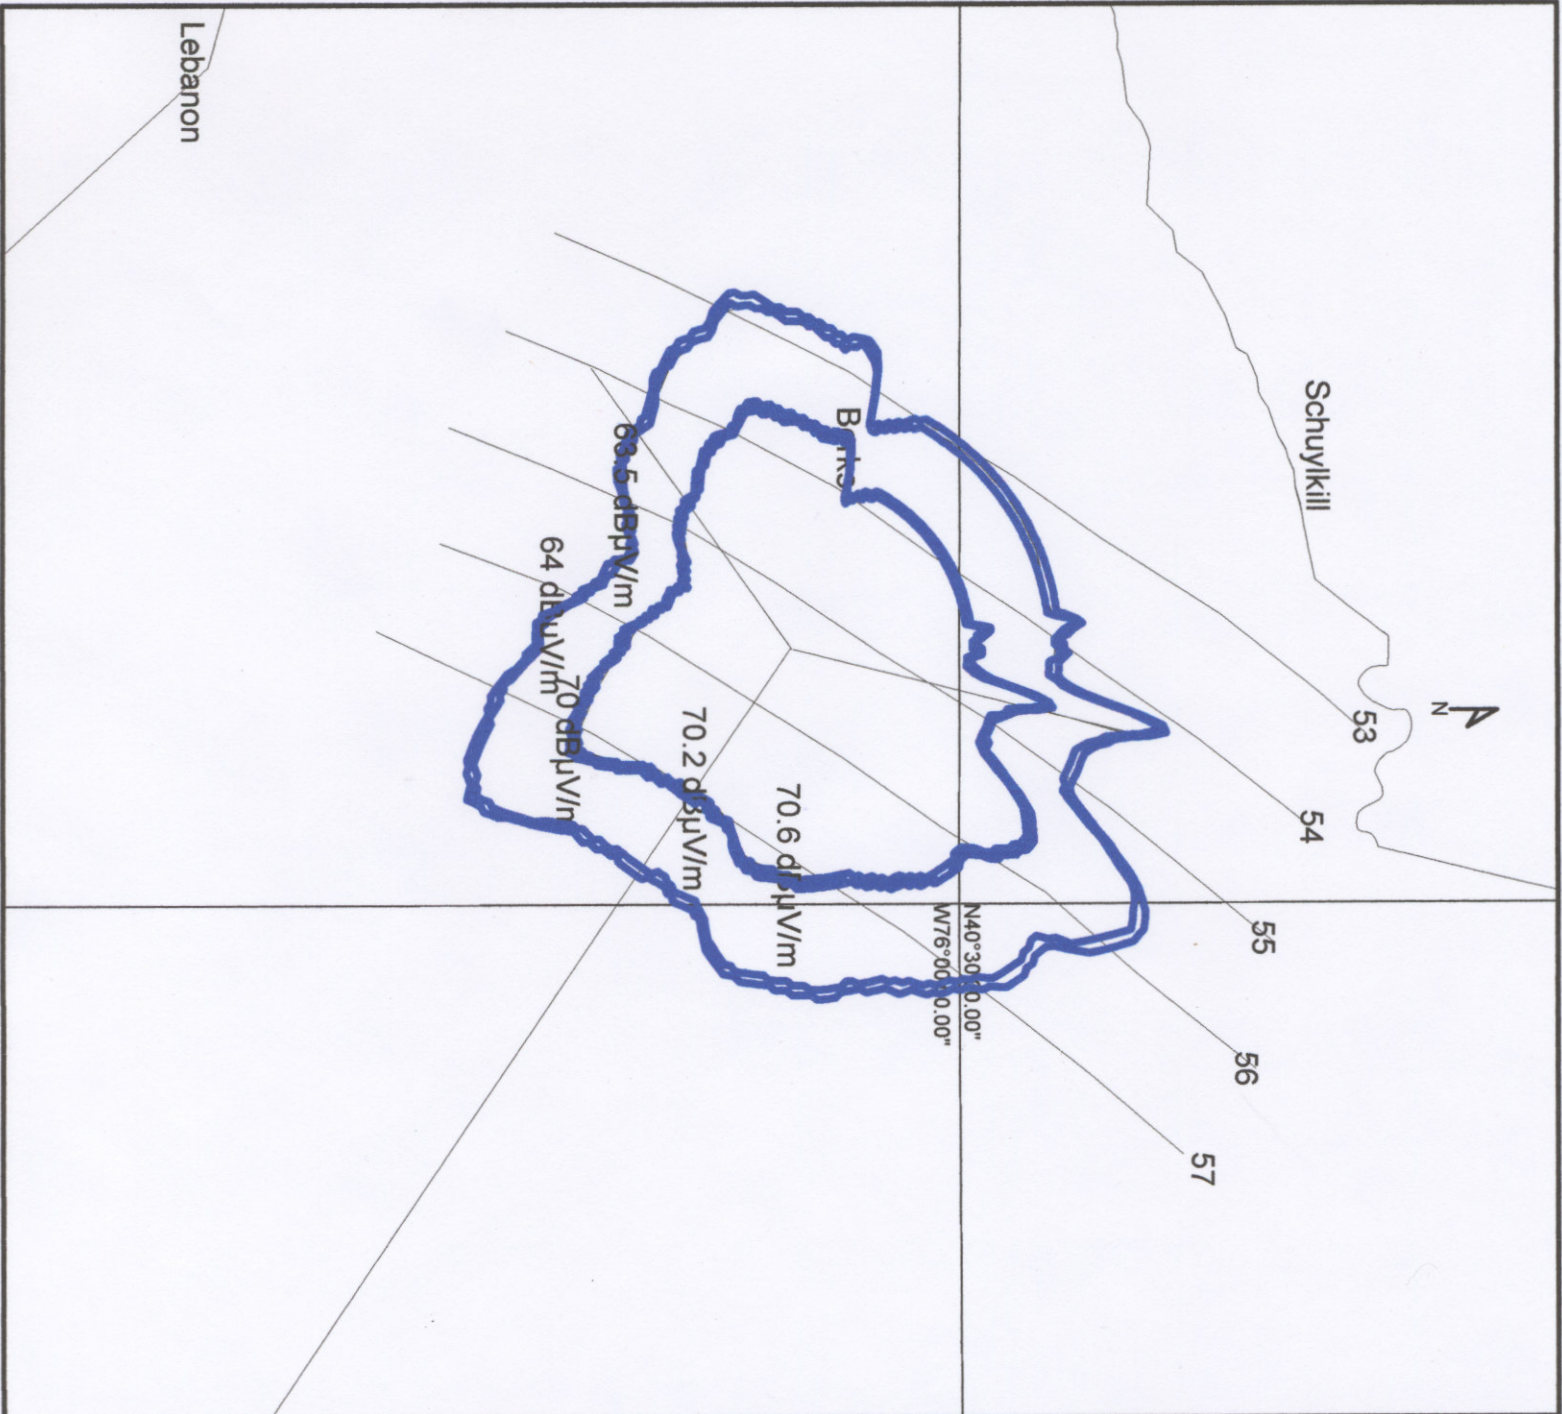 Schuylkill
N
53
54
55
56
57
N40°30'00.00"
W76°00'00.00"
Berks
70.6 dBµV/m
70.2 dBµV/m
63.5 dBµV/m
70 dBµV/m
64 dBµV/m
Lebanon